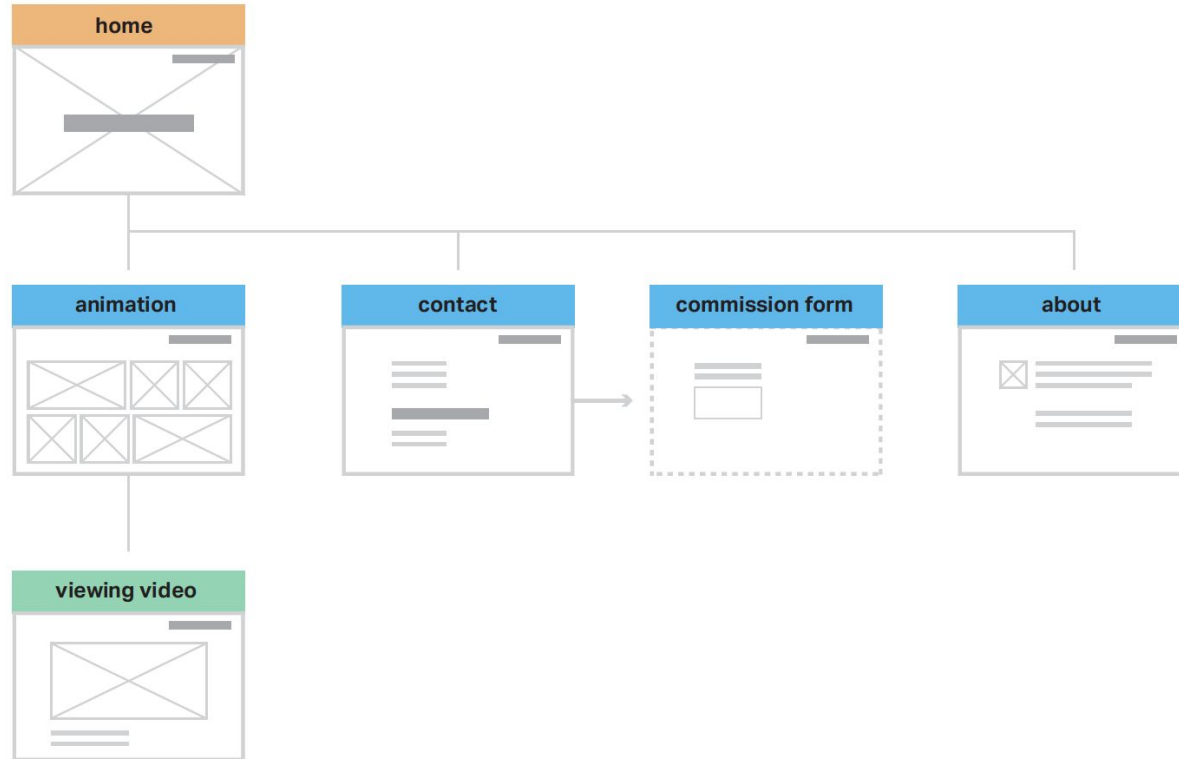 home
animation
contact
commission form
about
viewing video